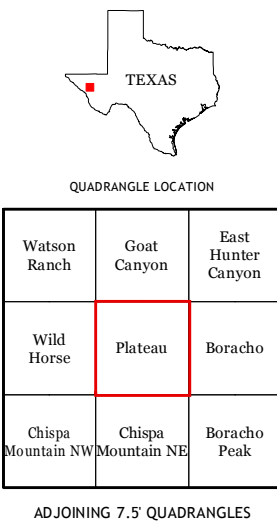 TEXAS
QUADRANGLE LOCATION
Watson
Ranch
Goat
Canyon
East
Hunter
Canyon
Wild
Horse
Plateau
Boracho
Chispa
Mountain NW
Chispa
Mountain NE
Boracho
Peak
ADJOINING 7.5' QUADRANGLES